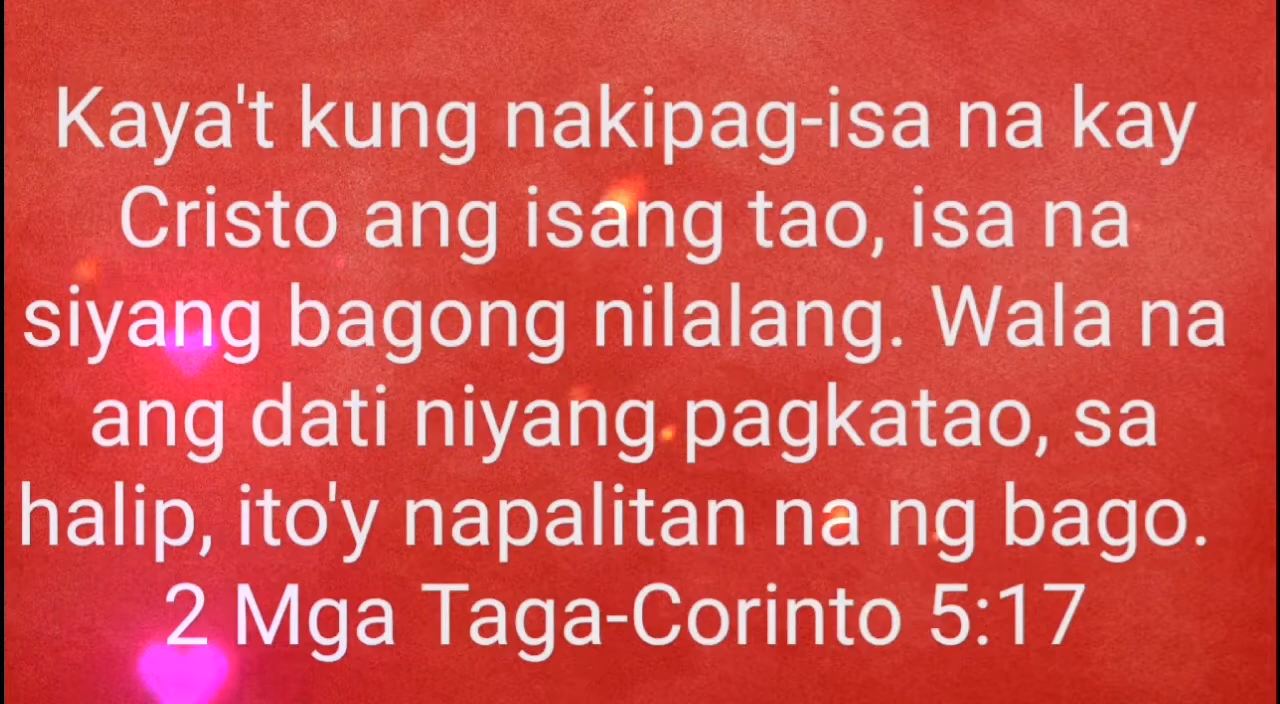 Kaya't kung nakipag-isa na kay
Cristo ang isang tao, isa na
siyang bagong nilalang. Wala na
ang dati niyang pagkatao, sa
halip, ito'y napalitan na ng bago.
2 Mga Taga-Corinto 5:17